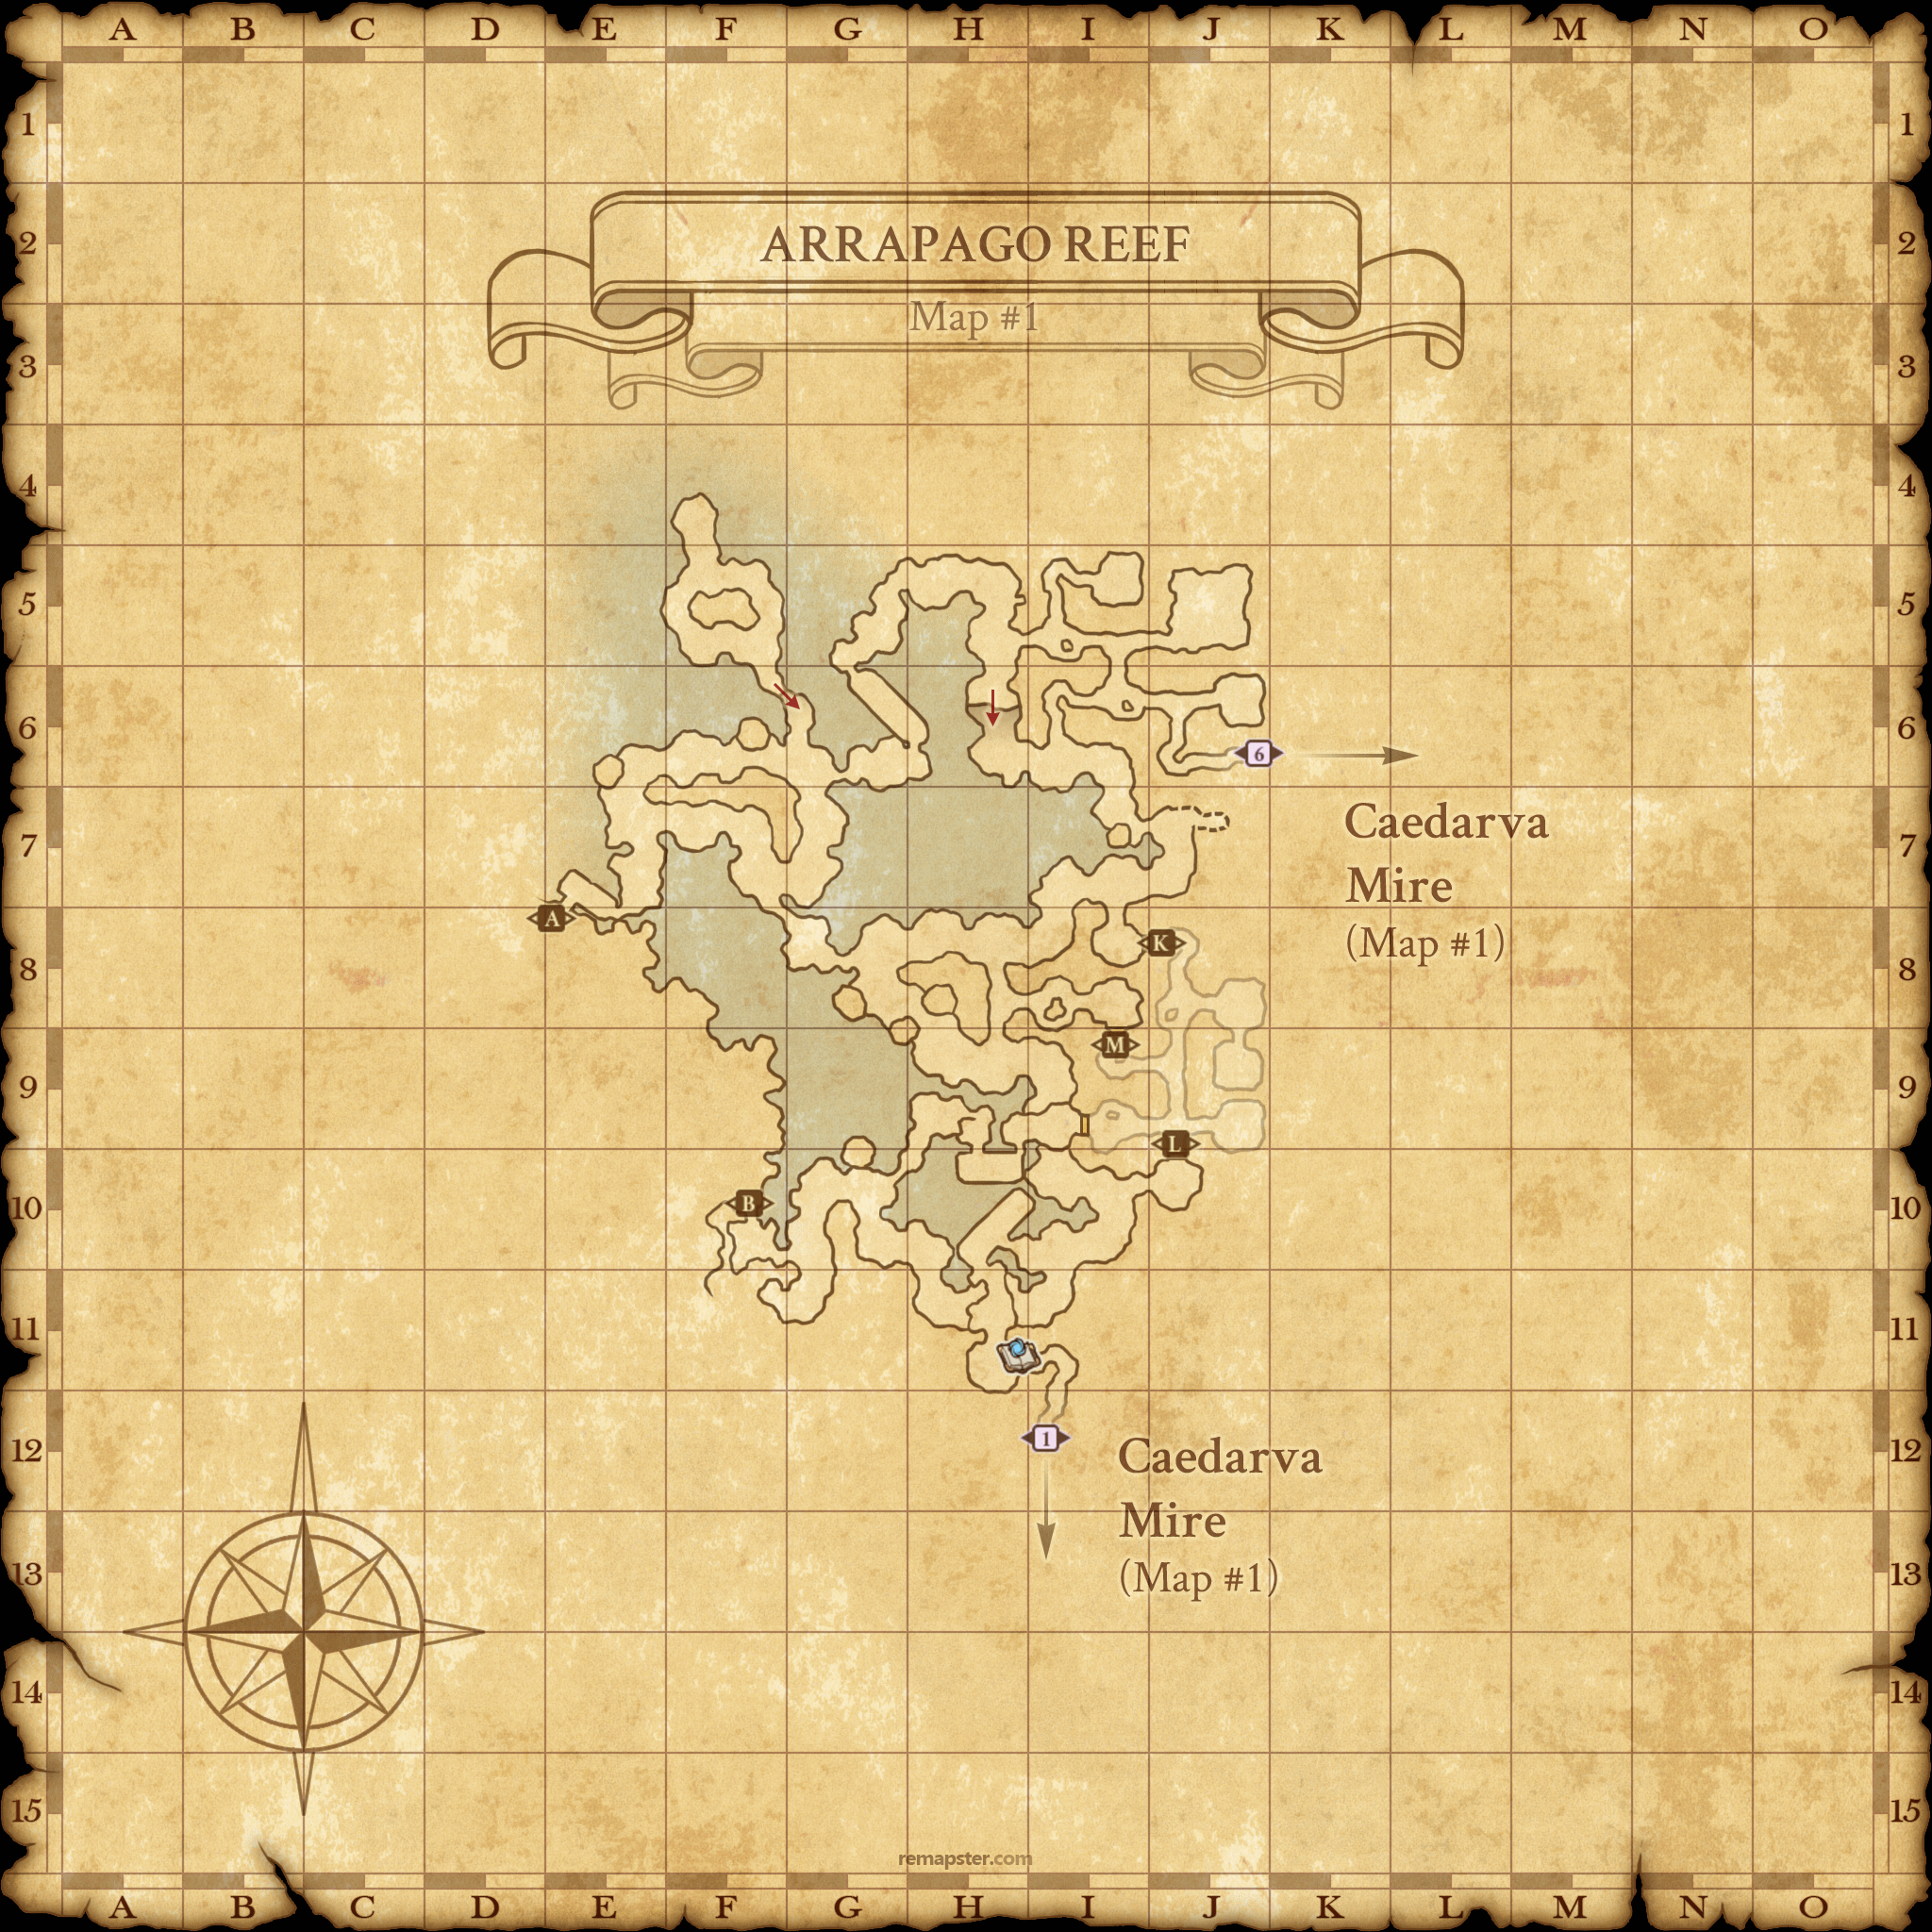 A B C D E F G H I J K L M N O
1 1
2 2
ARRAPAGO REEF
Map #1
3 3
4 4
5 5
6 6
6
7 7
Caedarva
Mire
(Map #1)
A
K
8 8
M
9 9
L
B
10 10
11 11
1
12 12
Caedarva
Mire
(Map #1)
13 13
14 14
15 15
remapster.com
A B C D E F G H I J K L M N O